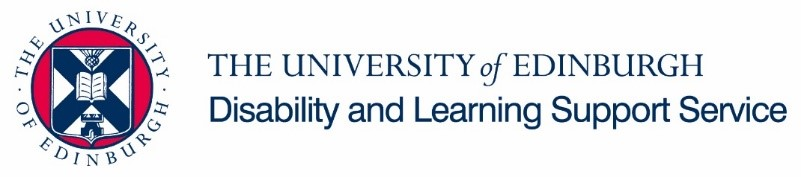 THE UNIVERSITY
OF EDINBURGH
THE UNIVERSITY of EDINBURGH
Disability and Learning Support Service